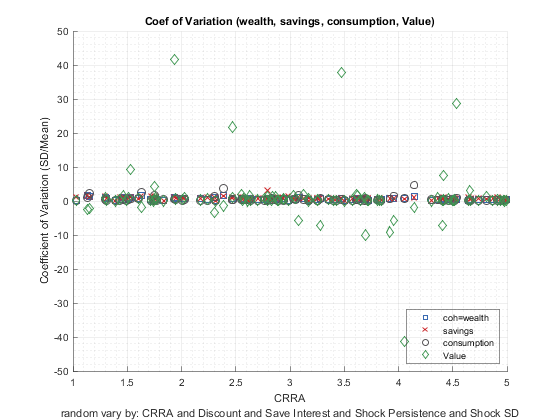 Coef of Variation (wealth, savings, consumption, Value)
50
40
30
20
10
0
-10
-20
-30
-40
-50
Coefficient of Variation (SD/Mean)
1
1.5
2
2.5
3
3.5
4
4.5
5
coh=wealth
savings
consumption
Value
CRRA
random vary by: CRRA and Discount and Save Interest and Shock Persistence and Shock SD